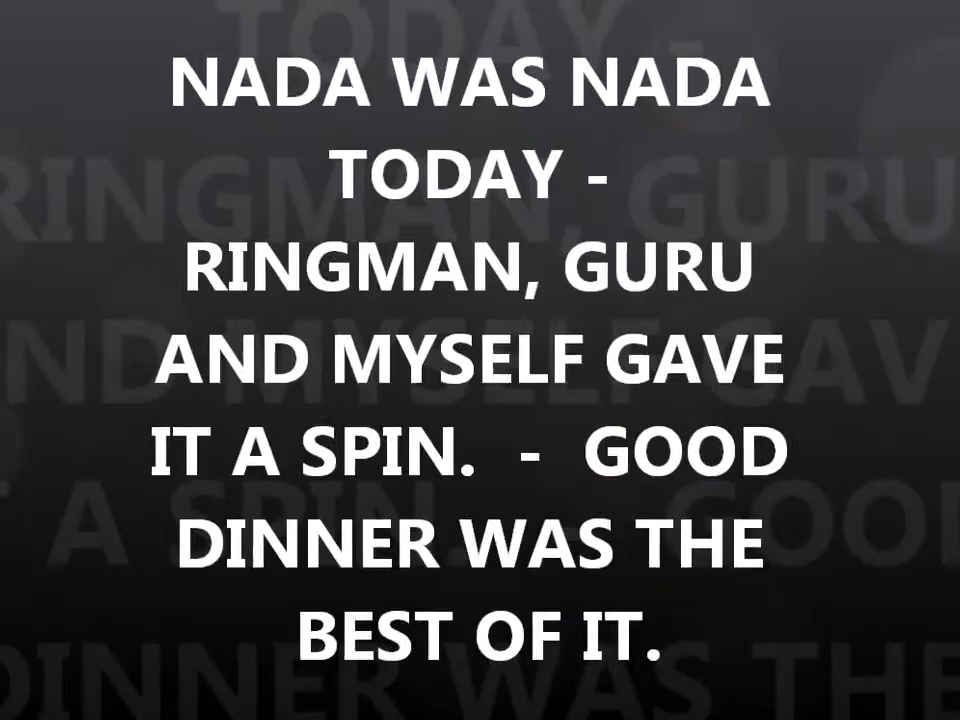 NADA WAS NADA
TODAY -
RINGMAN, GURU
AND MYSELF GAVE
IT A SPIN.  -  GOOD
DINNER WAS THE
BEST OF IT.